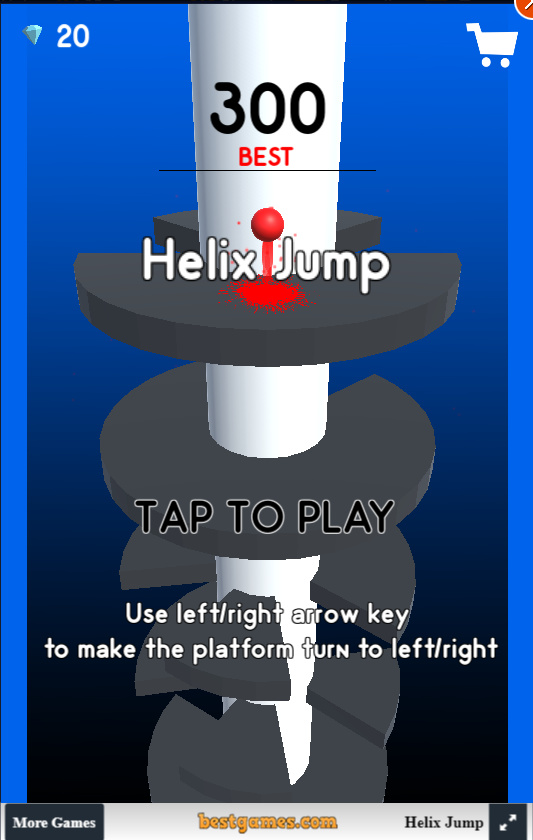 20
300
BEST
Helix Jump
TAP TO PLAY
Use left/right arrow key
to make the platform turn to left/right
More Games
bestgames.com
Helix Jump